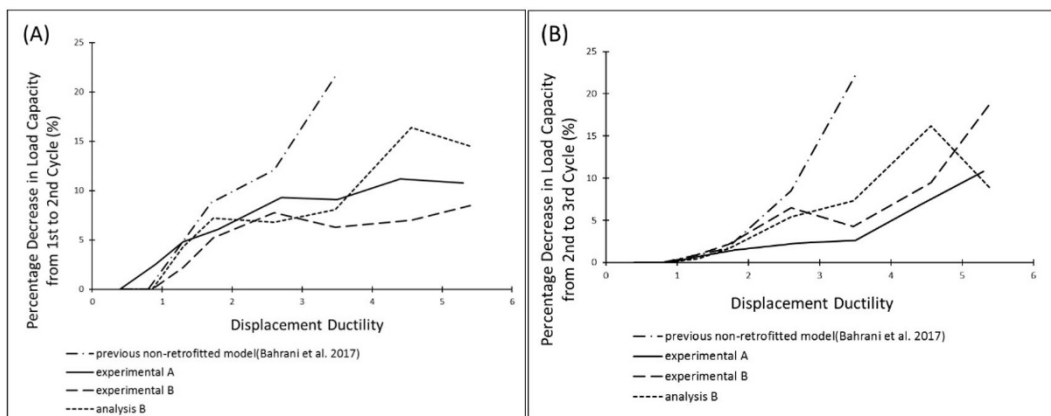 (A)
Percentage Decrease in Load Capacity
from 1st to 2nd Cycle (%)
25
20
15
10
5
0
0 1 2 3 4 5 6
Displacement Ductility
previous non-retrofitted model(Bahrani et al. 2017)
experimental A
experimental B
analysis B
(B)
Percentage Decrease in Load Capacity
from 2nd to 3rd Cycle (%)
25
20
15
10
5
0
0 1 2 3 4 5 6
Displacement Ductility
previous non-retrofitted model(Bahrani et al. 2017)
experimental A
experimental B
analysis B